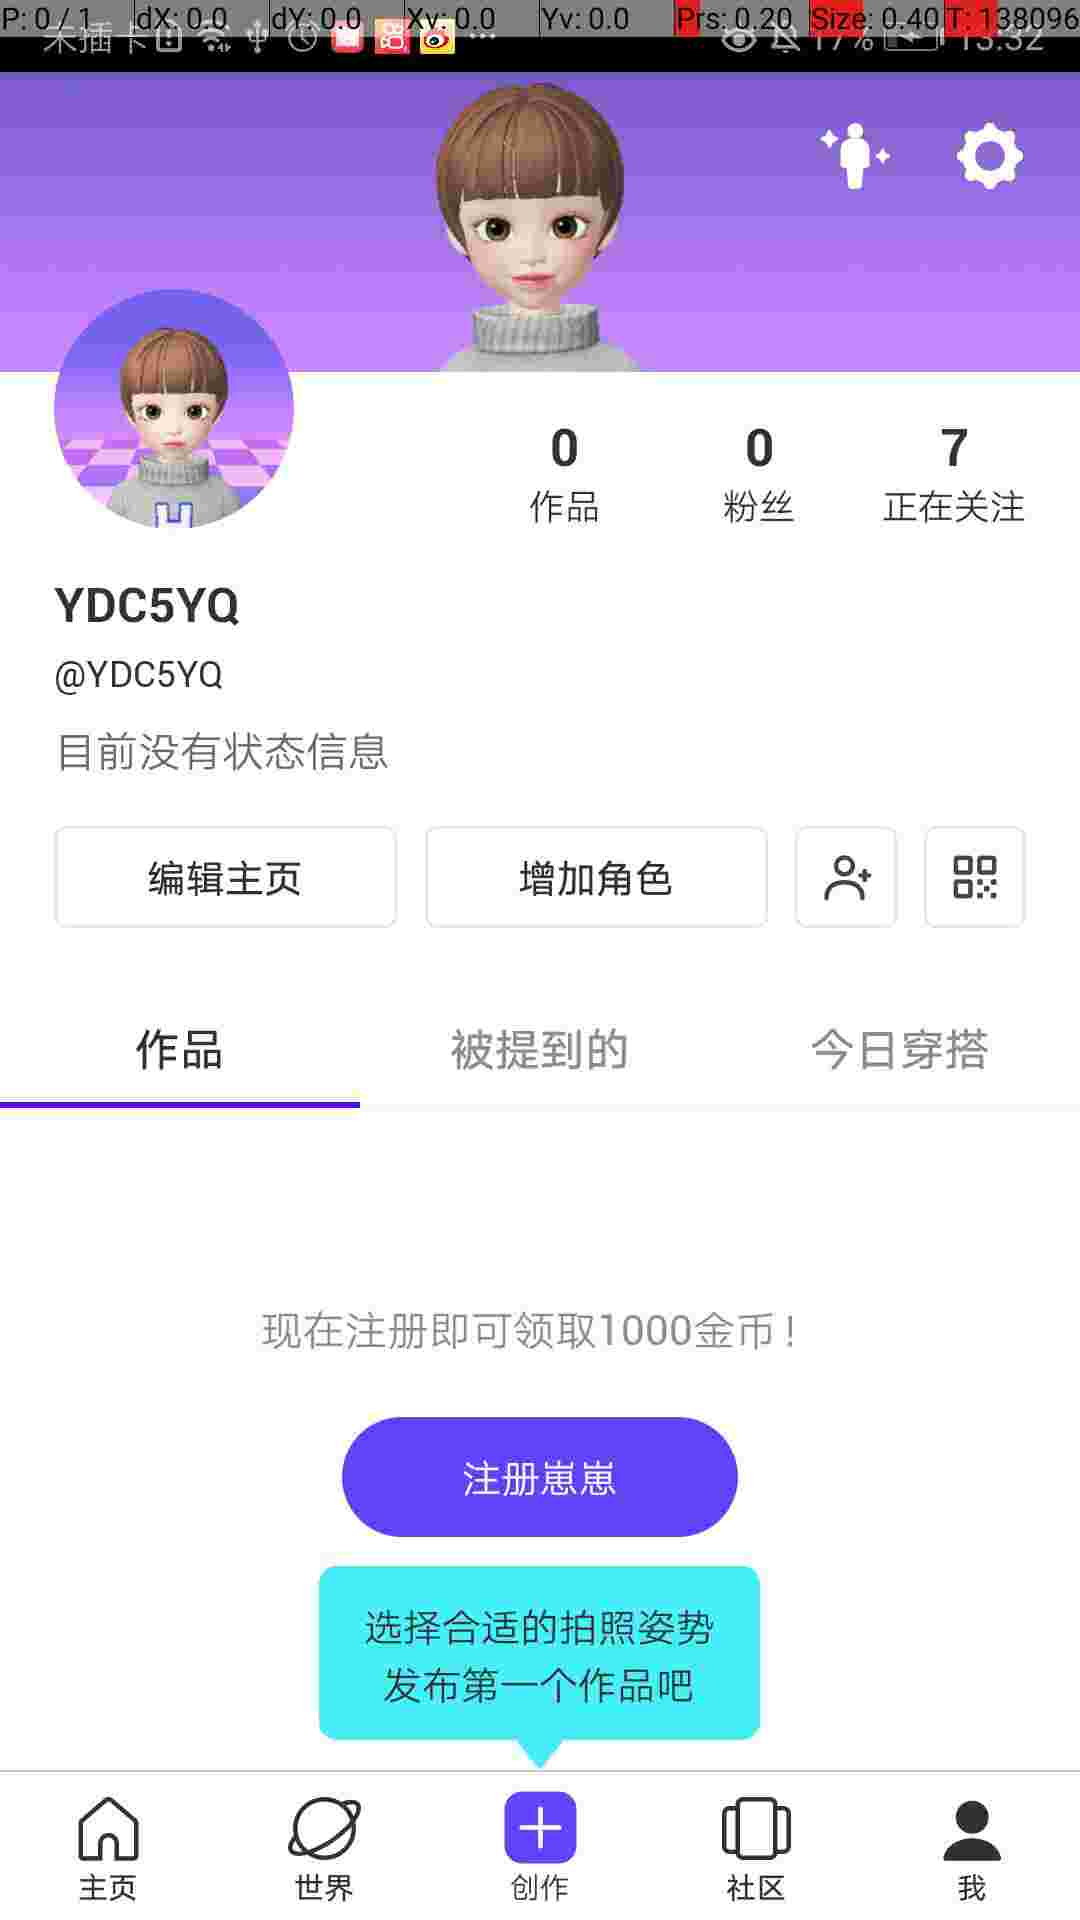 P: 0 / 1 dX: 0.0 dY: 0.0 Xv: 0.0 Yv: 0.0 Prs: 0.20 Size: 0.40 T: 138096
未插卡 17% 13:32
0 0 7
作品 粉丝 正在关注
YDC5YQ
@YDC5YQ
目前没有状态信息
编辑主页 增加角色
作品 被提到的 今日穿搭
现在注册即可领取1000金币!
注册崽崽
选择合适的拍照姿势
发布第一个作品吧
主页 世界 创作 社区 我